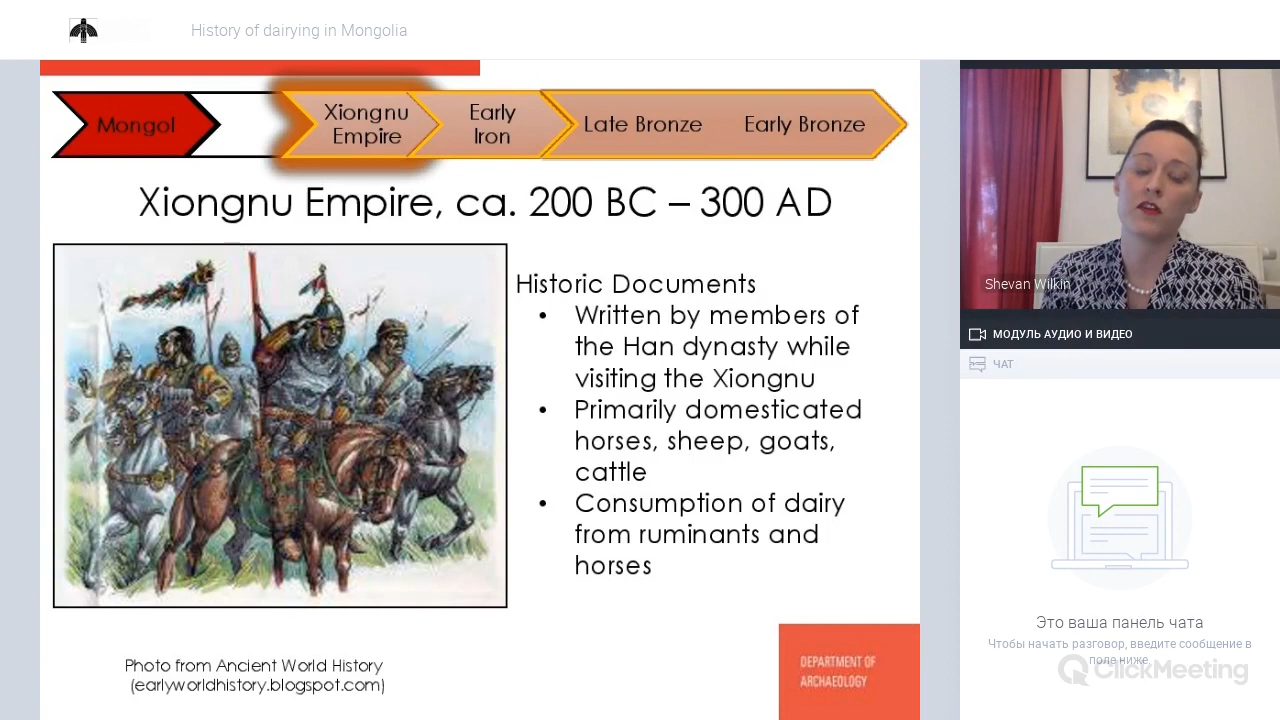 History of dairying in Mongolia
Mongol
Xiongnu
Empire
Early
Iron
Late Bronze
Early Bronze
Xiongnu Empire, ca. 200 BC – 300 AD
Historic Documents
• Written by members of
the Han dynasty while
visiting the Xiongnu
• Primarily domesticated
horses, sheep, goats,
cattle
• Consumption of dairy
from ruminants and
horses
Photo from Ancient World History
(earlyworldhistory.blogspot.com)
DEPARTMENT OF
ARCHAEOLOGY
Shevan Wilkin
МОДУЛЬ АУДИО И ВИДЕО
ЧАТ
Это ваша панель чата
Чтобы начать разговор, введите сообщение в
поле ниже
ClickMeeting